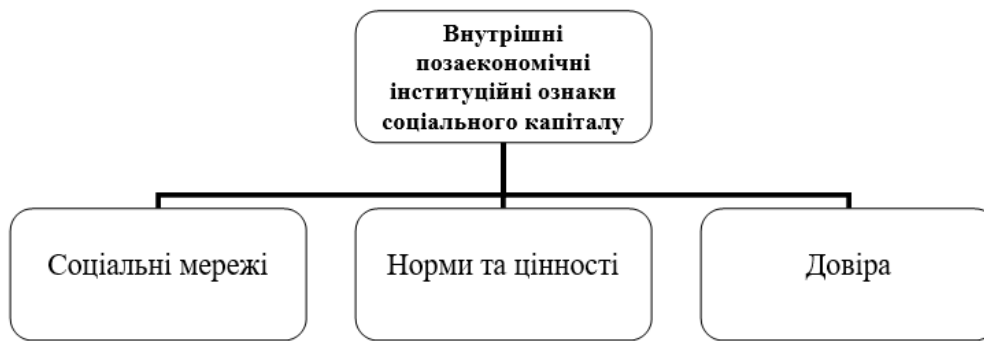 Внутрішні
позаекономічні
інституційні ознаки
соціального капіталу
Соціальні мережі
Норми та цінності
Довіра